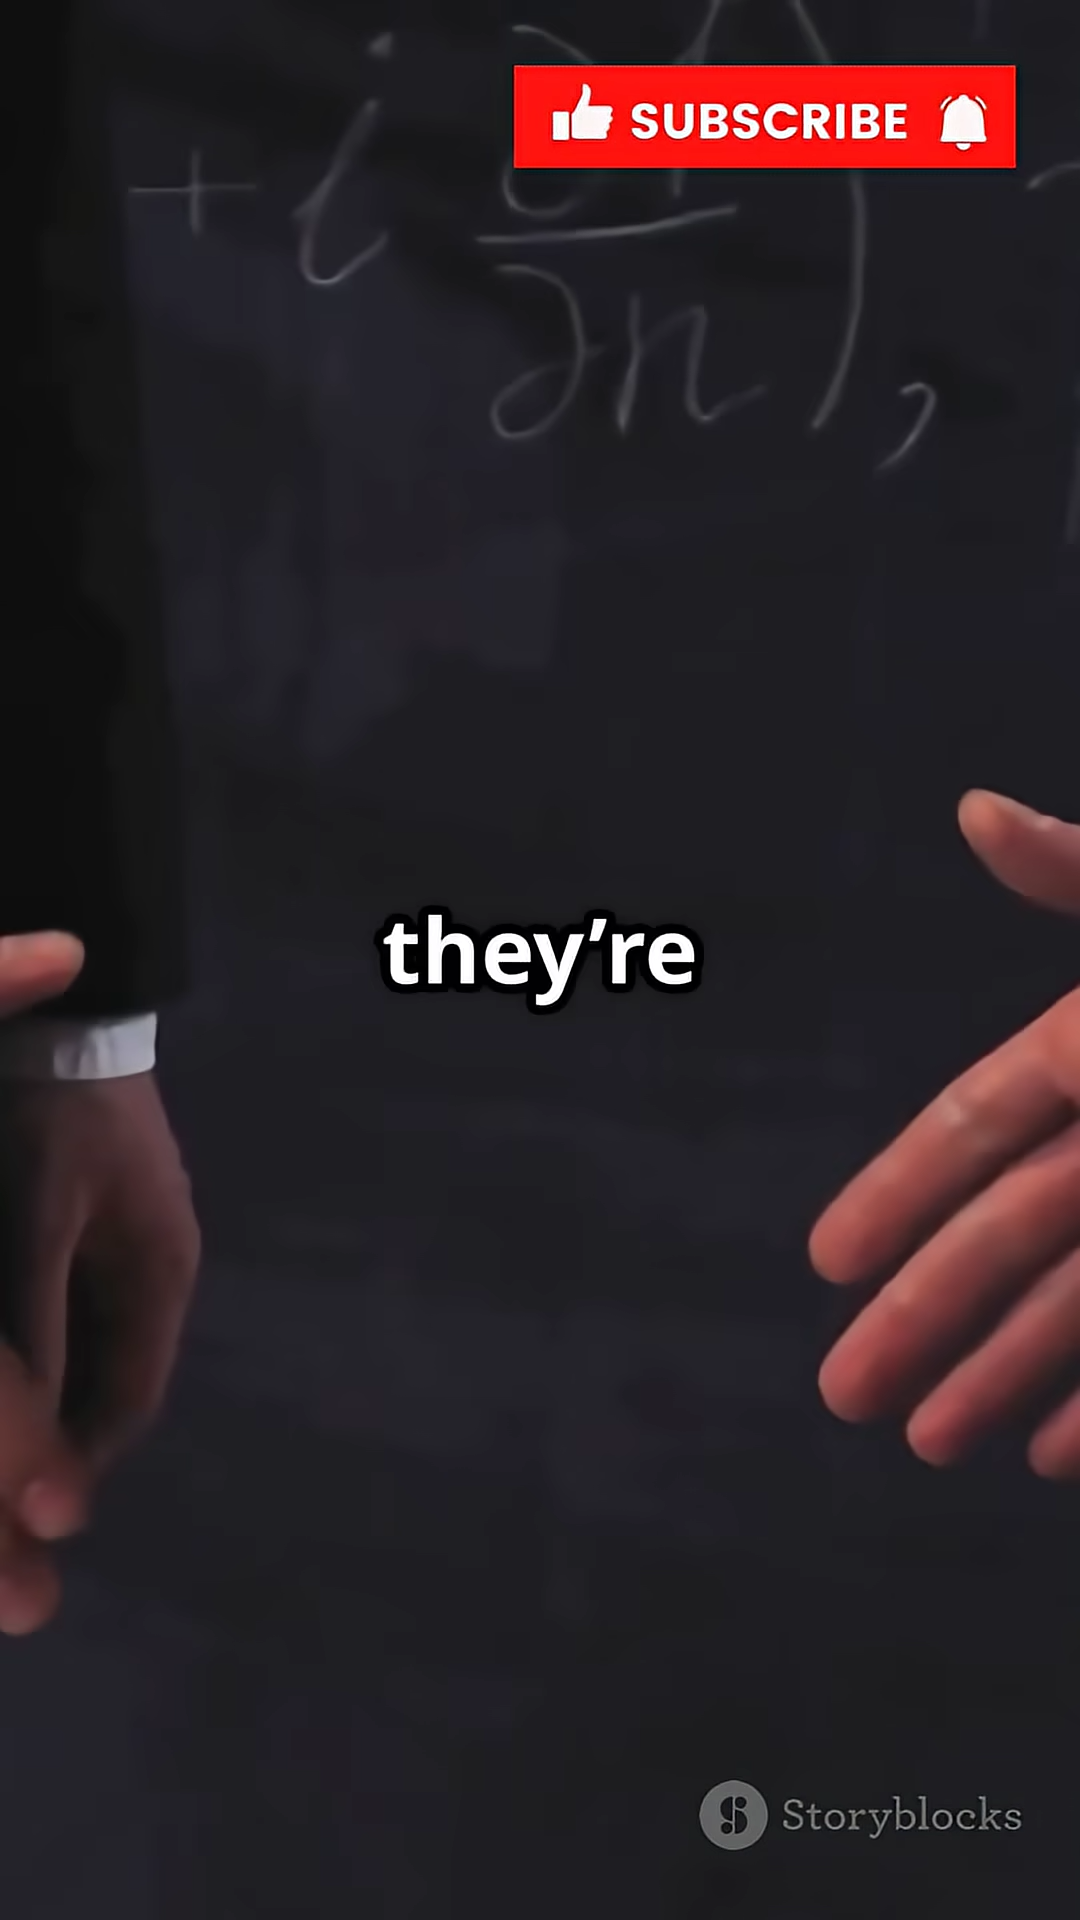 SUBSCRIBE
+ i
∂n ) ,
they’re
Storyblocks